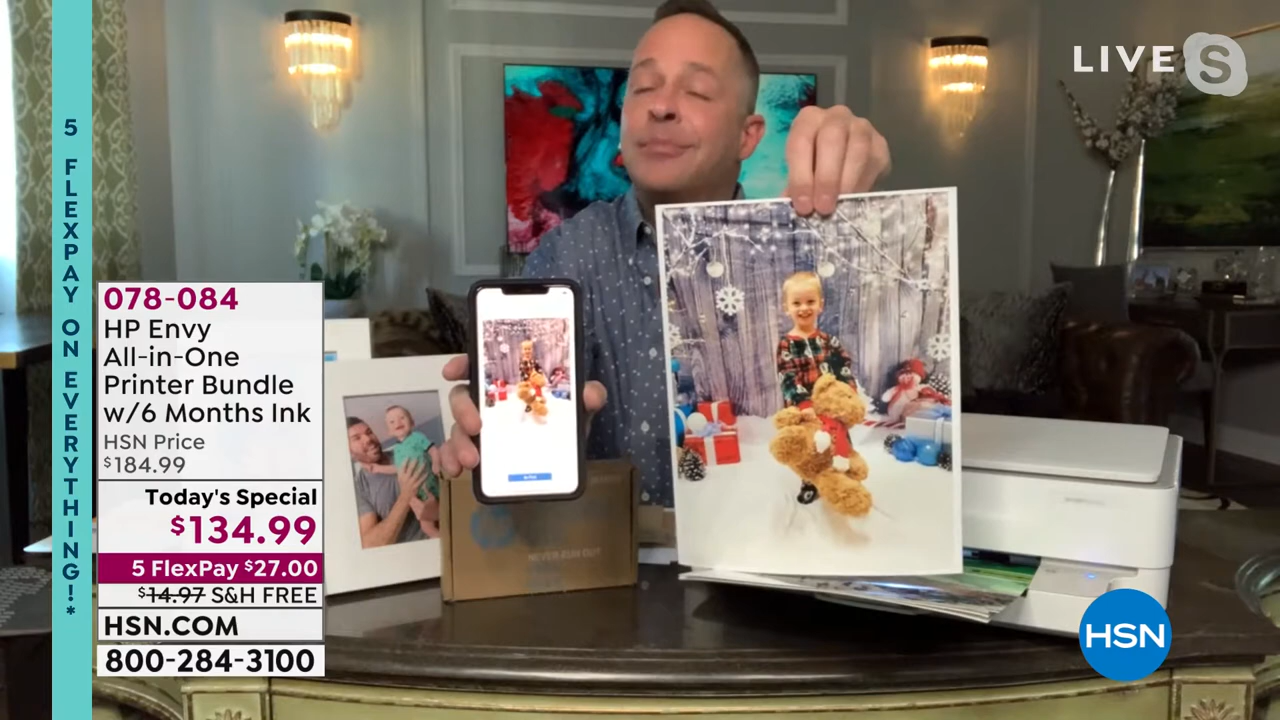 LIVE S
5 FLEXPAY ON EVERYTHING!*
078-084
HP Envy
All-in-One
Printer Bundle
w/6 Months Ink
HSN Price
$184.99
Today's Special
$134.99
5 FlexPay $27.00
$14.97 S&H FREE
HSN.COM
800-284-3100
HSN